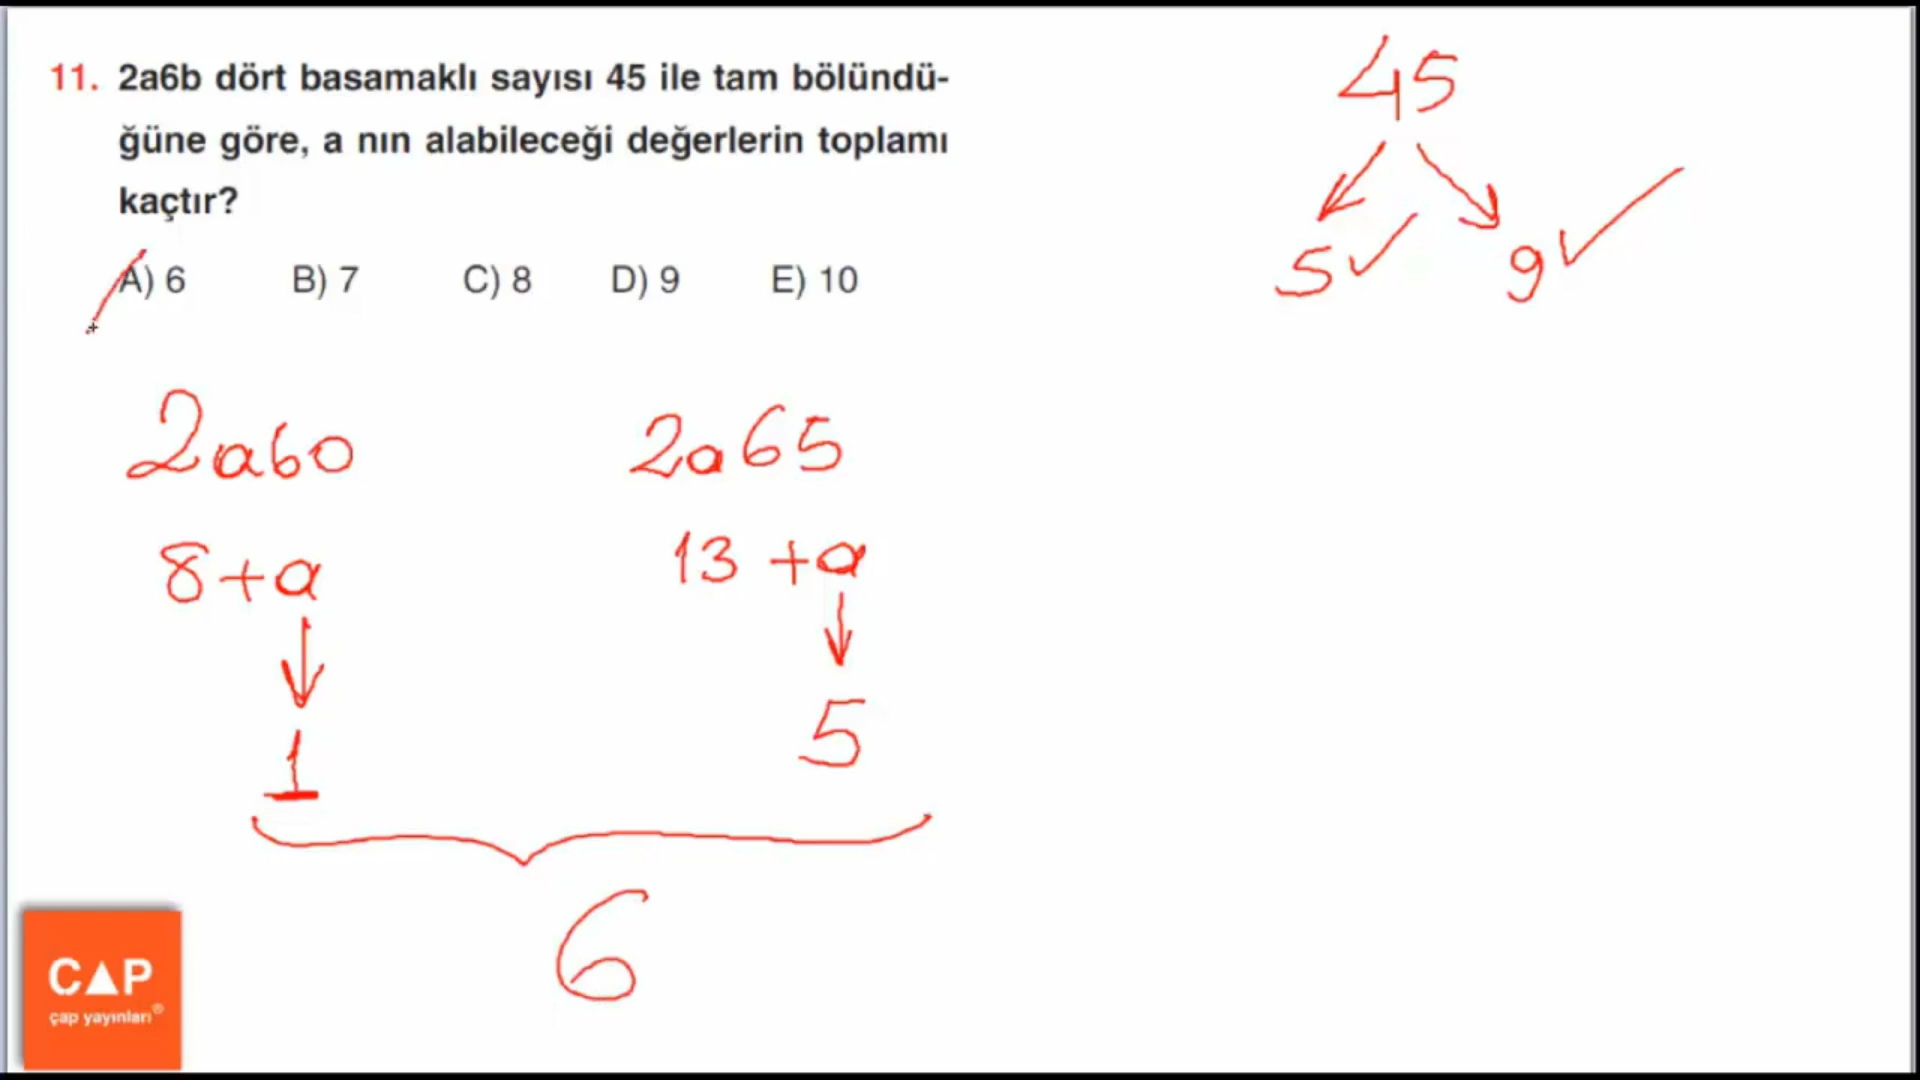 11. 2a6b dört basamaklı sayısı 45 ile tam bölündü-
ğüne göre, a nın alabileceği değerlerin toplamı
kaçtır?
A) 6 B) 7 C) 8 D) 9 E) 10
45
5 9
2a60 2a65
8+a 13+a
1 5
6
ÇAP
çap yayınları®